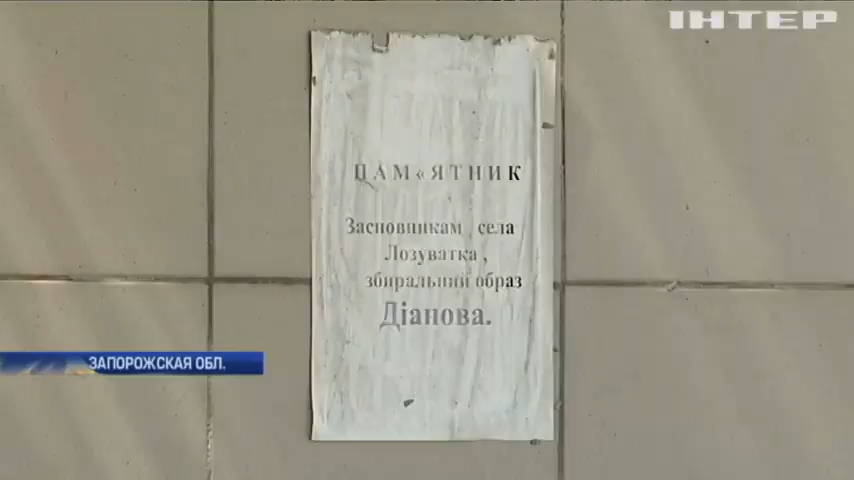 ІНТЕР
ПАМ«ЯТНИК
Засновникам , села
Лозуватка ,
збиральний образ
Діанова.
ЗАПОРОЖСКАЯ ОБЛ.